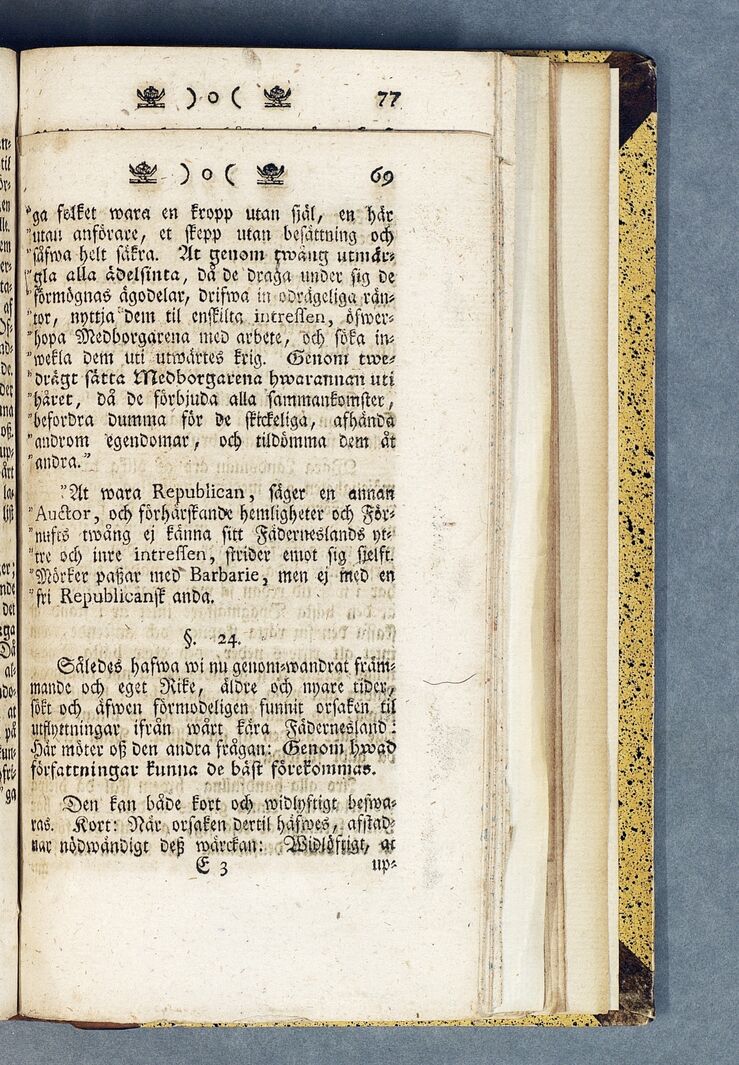 ) o ( 77
) o ( 69
”ga folket wara en kropp utan själ, en här
”utan anförare, et skepp utan besättning och
”såfwa helt säkra. At genom twång utmär-
”gla alla ädelsinta, då de draga under sig de
”förmögnas ägodelar, drifwa in odrägeliga rän-
”tor, nyttja dem til enskilta intressen, öfwer-
”hopa Medborgarena med arbete, och söka in-
”wekla dem uti utwärtes krig. Genom twe-
”drägt sätta Medborgarena hwarannan uti
”håret, då de förbjuda alla sammankomster,
”befordra dumma för de skickeliga, afhända
”androm egendomar, och tildömma dem åt
”andra.”
”At wara Republican, säger en annan
”Auctor, och förhärskande hemligheter och För-
”nufts twång ej känna sitt Fäderneslands yt-
”tre och inre intressen, strider emot sig sjelft.
”Mörker paßar med Barbarie, men ej med en
”fri Republicansk anda.
§. 24.
Således hafwa wi nu genom-wandrat främ-
mande och eget Rike, äldre och nyare tider,
sökt och äfwen förmodeligen funnit orsaken til
utflyttningar ifrån wårt kära Fädernesland:
Här möter oß den andra frågan: Genom hwad
författningar kunna de bäst förekommas.
Den kan både kort och widlyftigt beswa-
ras. Kort: När orsaken dertil häfwes, afstad-
nar nödwändigt deß wärckan: Widlöftigt, at
E 3 up-